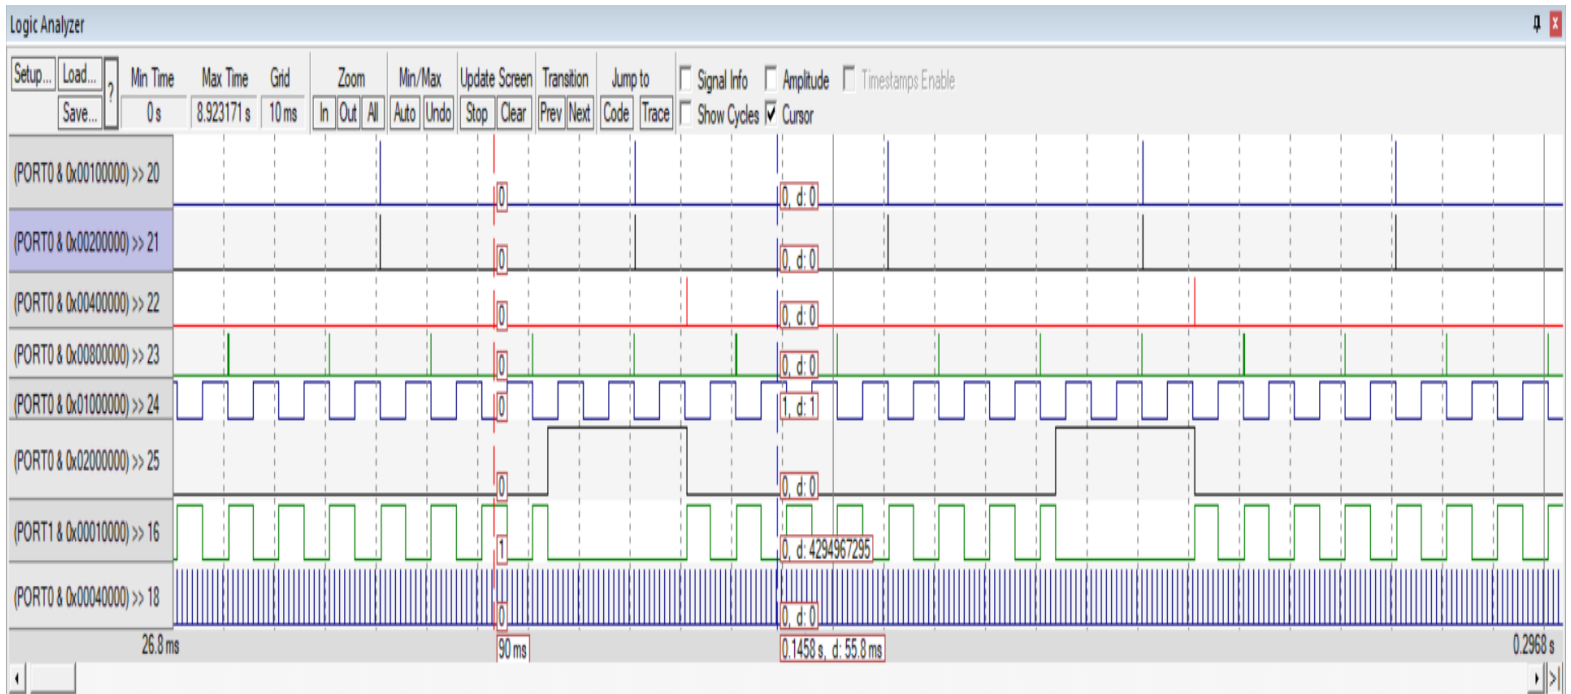 Logic Analyzer
Setup... Load... ? Min Time Max Time Grid Zoom Min/Max Update Screen Transition Jump to Signal Info Amplitude Timestamps Enable
Save... 0 s 8.923171 s 10 ms In Out All Auto Undo Stop Clear Prev Next Code Trace Show Cycles Cursor
(PORT0 & 0x00100000) >> 20
0
0, d: 0
(PORT0 & 0x00200000) >> 21
0
0, d: 0
(PORT0 & 0x00400000) >> 22
0
0, d: 0
(PORT0 & 0x00800000) >> 23
0
0, d: 0
(PORT0 & 0x01000000) >> 24
0
1, d: 1
(PORT0 & 0x02000000) >> 25
0
0, d: 0
(PORT1 & 0x00010000) >> 16
1
0, d: 4294967295
(PORT0 & 0x00040000) >> 18
0
0, d: 0
26.8 ms 90 ms 0.1458 s, d: 55.8 ms 0.2968 s